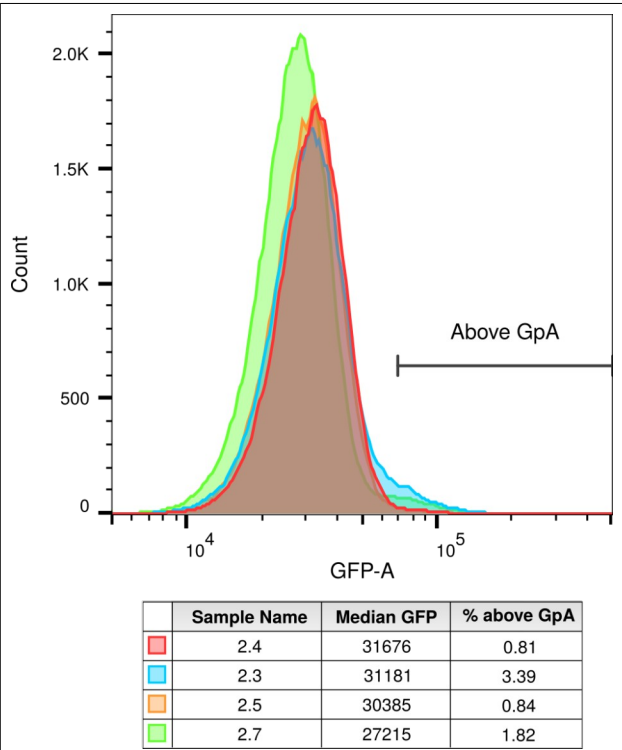 2.0K
1.5K
1.0K
500
0
Count
Above GpA
10^4 10^5
GFP-A
Sample Name Median GFP % above GpA
2.4 31676 0.81
2.3 31181 3.39
2.5 30385 0.84
2.7 27215 1.82